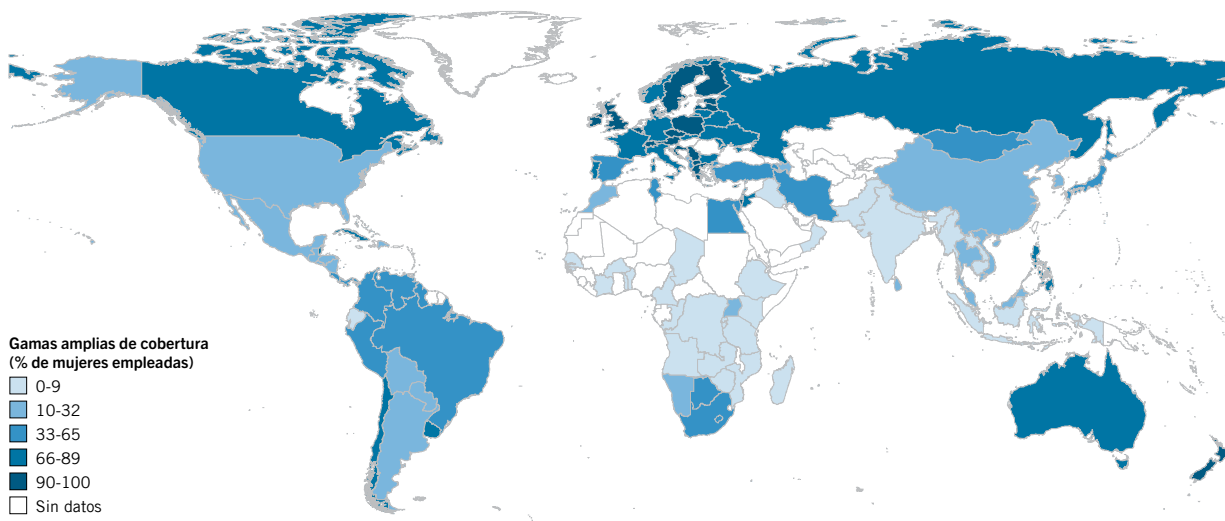 Gamas amplias de cobertura
(% de mujeres empleadas)
0-9
10-32
33-65
66-89
90-100
Sin datos